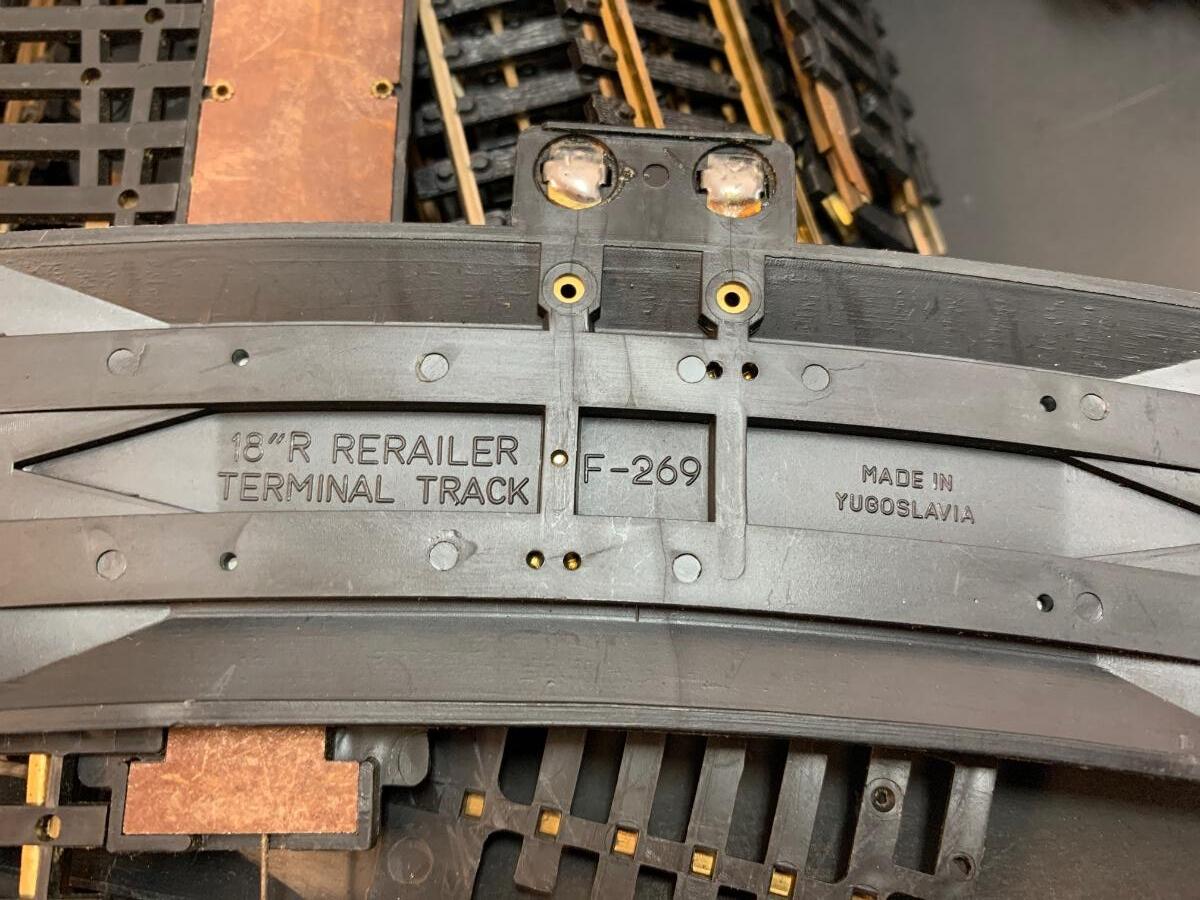 18"R RERAILER
TERMINAL TRACK
F-269
MADE IN
YUGOSLAVIA